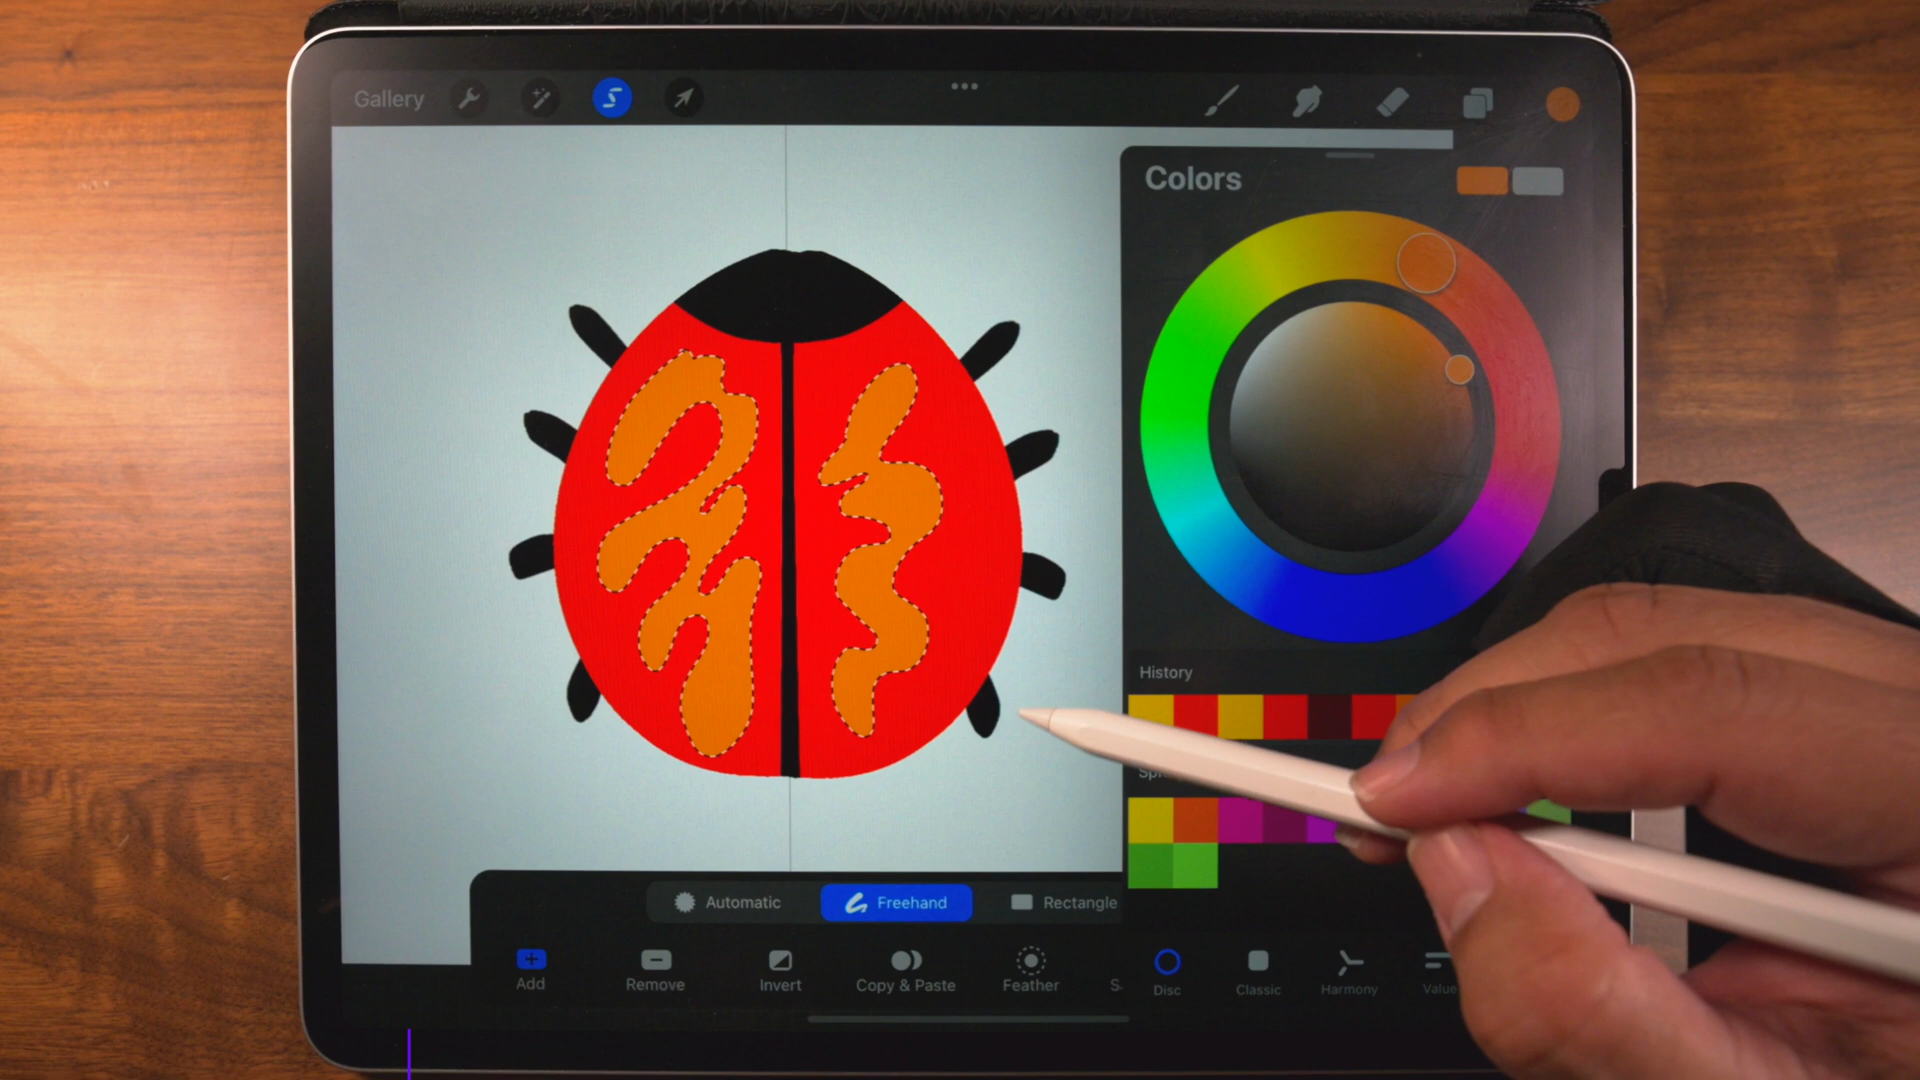 Gallery
Colors
History
Automatic
Freehand
Rectangle
Add
Remove
Invert
Copy & Paste
Feather
Disc
Classic
Harmony
Value